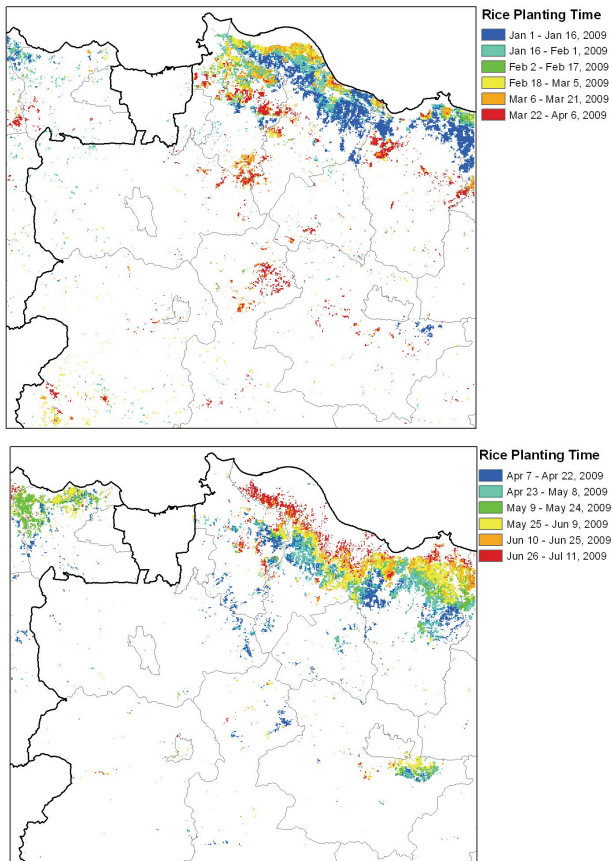 Rice Planting Time
Jan 1 - Jan 16, 2009
Jan 16 - Feb 1, 2009
Feb 2 - Feb 17, 2009
Feb 18 - Mar 5, 2009
Mar 6 - Mar 21, 2009
Mar 22 - Apr 6, 2009
Rice Planting Time
Apr 7 - Apr 22, 2009
Apr 23 - May 8, 2009
May 9 - May 24, 2009
May 25 - Jun 9, 2009
Jun 10 - Jun 25, 2009
Jun 26 - Jul 11, 2009